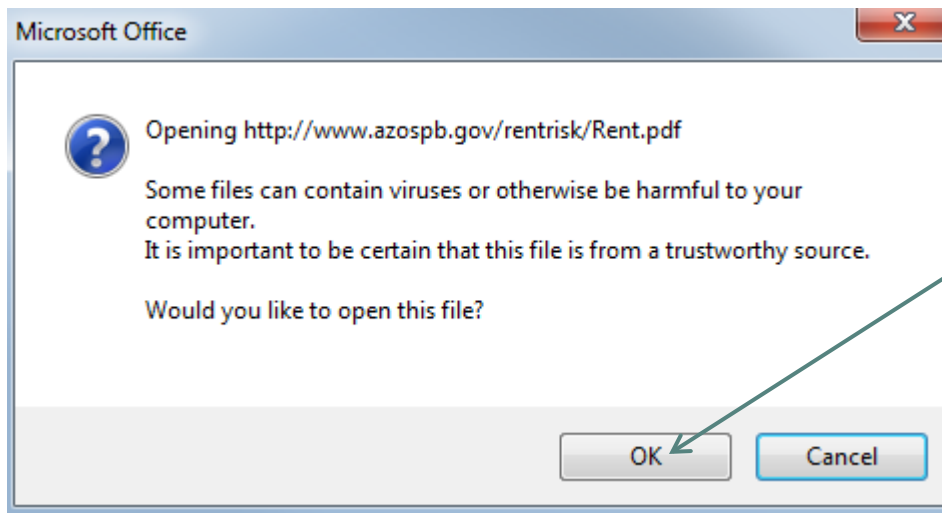 Microsoft Office
X
Opening http://www.azospb.gov/rentrisk/Rent.pdf
Some files can contain viruses or otherwise be harmful to your
computer.
It is important to be certain that this file is from a trustworthy source.
Would you like to open this file?
OK
Cancel